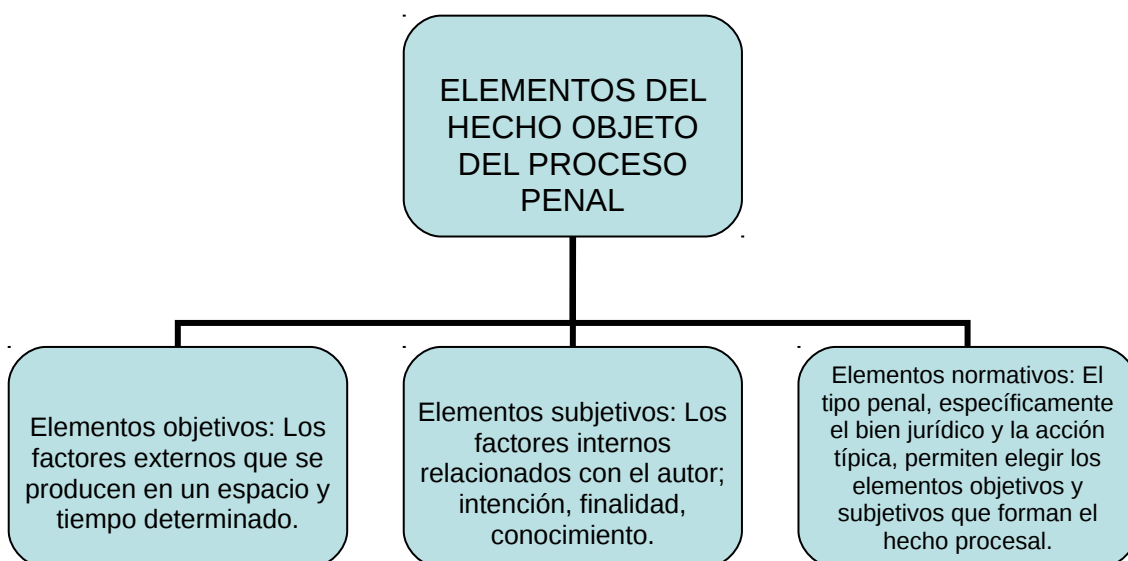 ELEMENTOS DEL
HECHO OBJETO
DEL PROCESO
PENAL
Elementos objetivos: Los
factores externos que se
producen en un espacio y
tiempo determinado.
Elementos subjetivos: Los
factores internos
relacionados con el autor;
intención, finalidad,
conocimiento.
Elementos normativos: El
tipo penal, específicamente
el bien jurídico y la acción
típica, permiten elegir los
elementos objetivos y
subjetivos que forman el
hecho procesal.